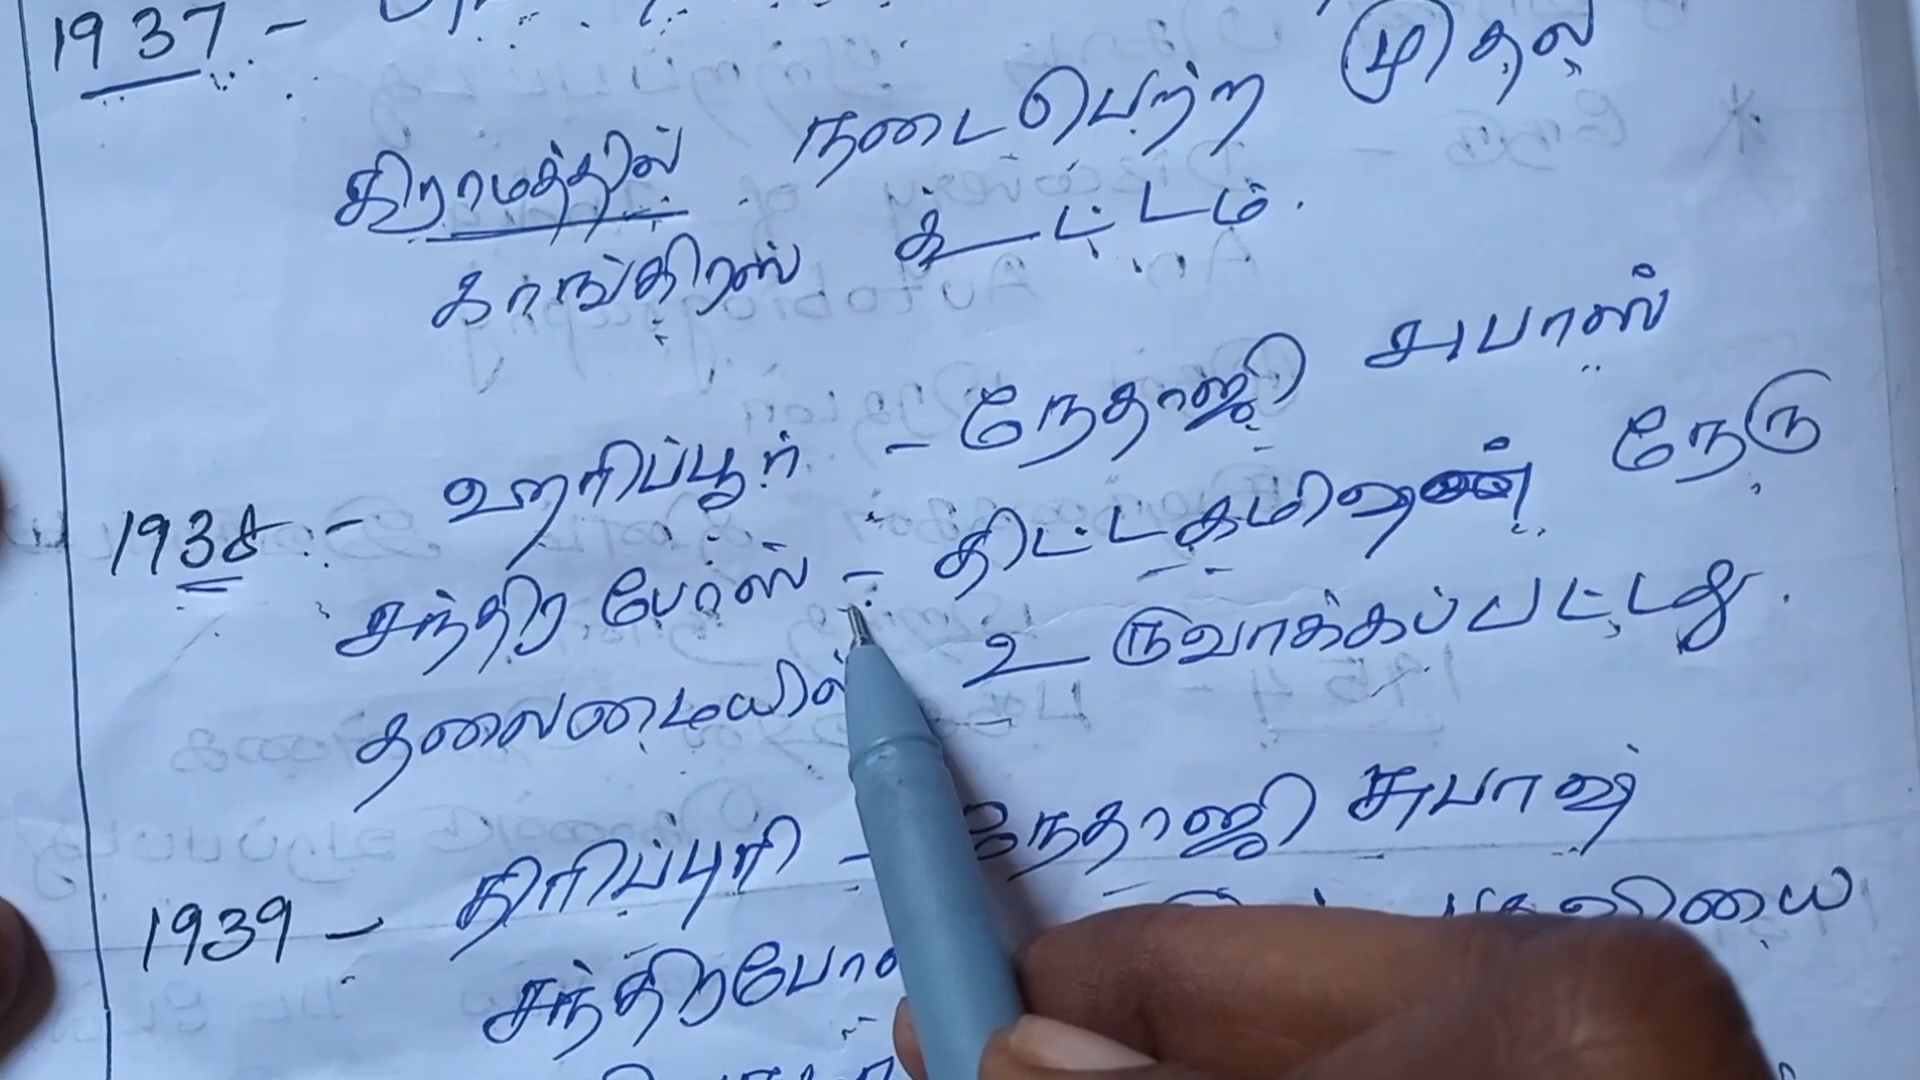 1937 -
முதல்
கிராமத்தில் நடைபெற்ற
காங்கிரஸ் கூட்டம்.
1938 - ஹரிப்பூர் - நேதாஜி சுபாஸ்
சந்திர போஸ் - திட்டகமிஷன் நேரு
தலைமையில் உருவாக்கப்பட்டது.
1939 - திரிப்புரி - நேதாஜி சுபாஷ்
சந்திரபோஸ்